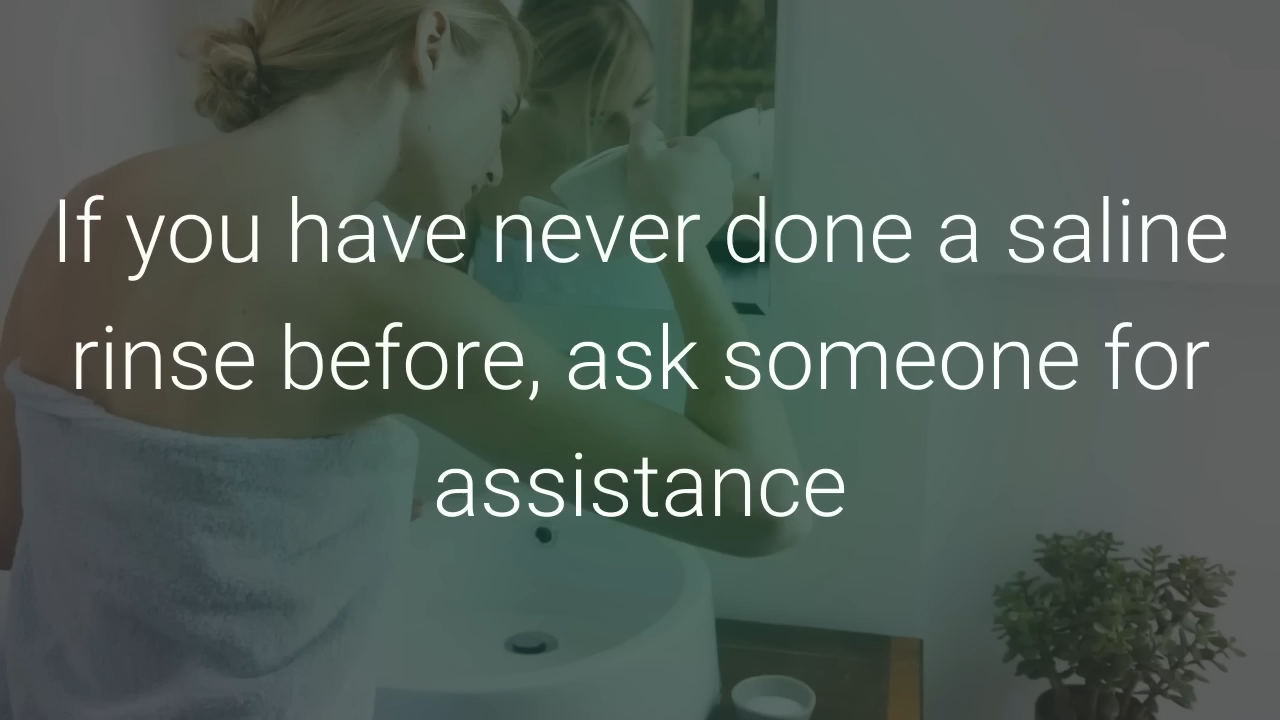 If you have never done a saline
rinse before, ask someone for
assistance